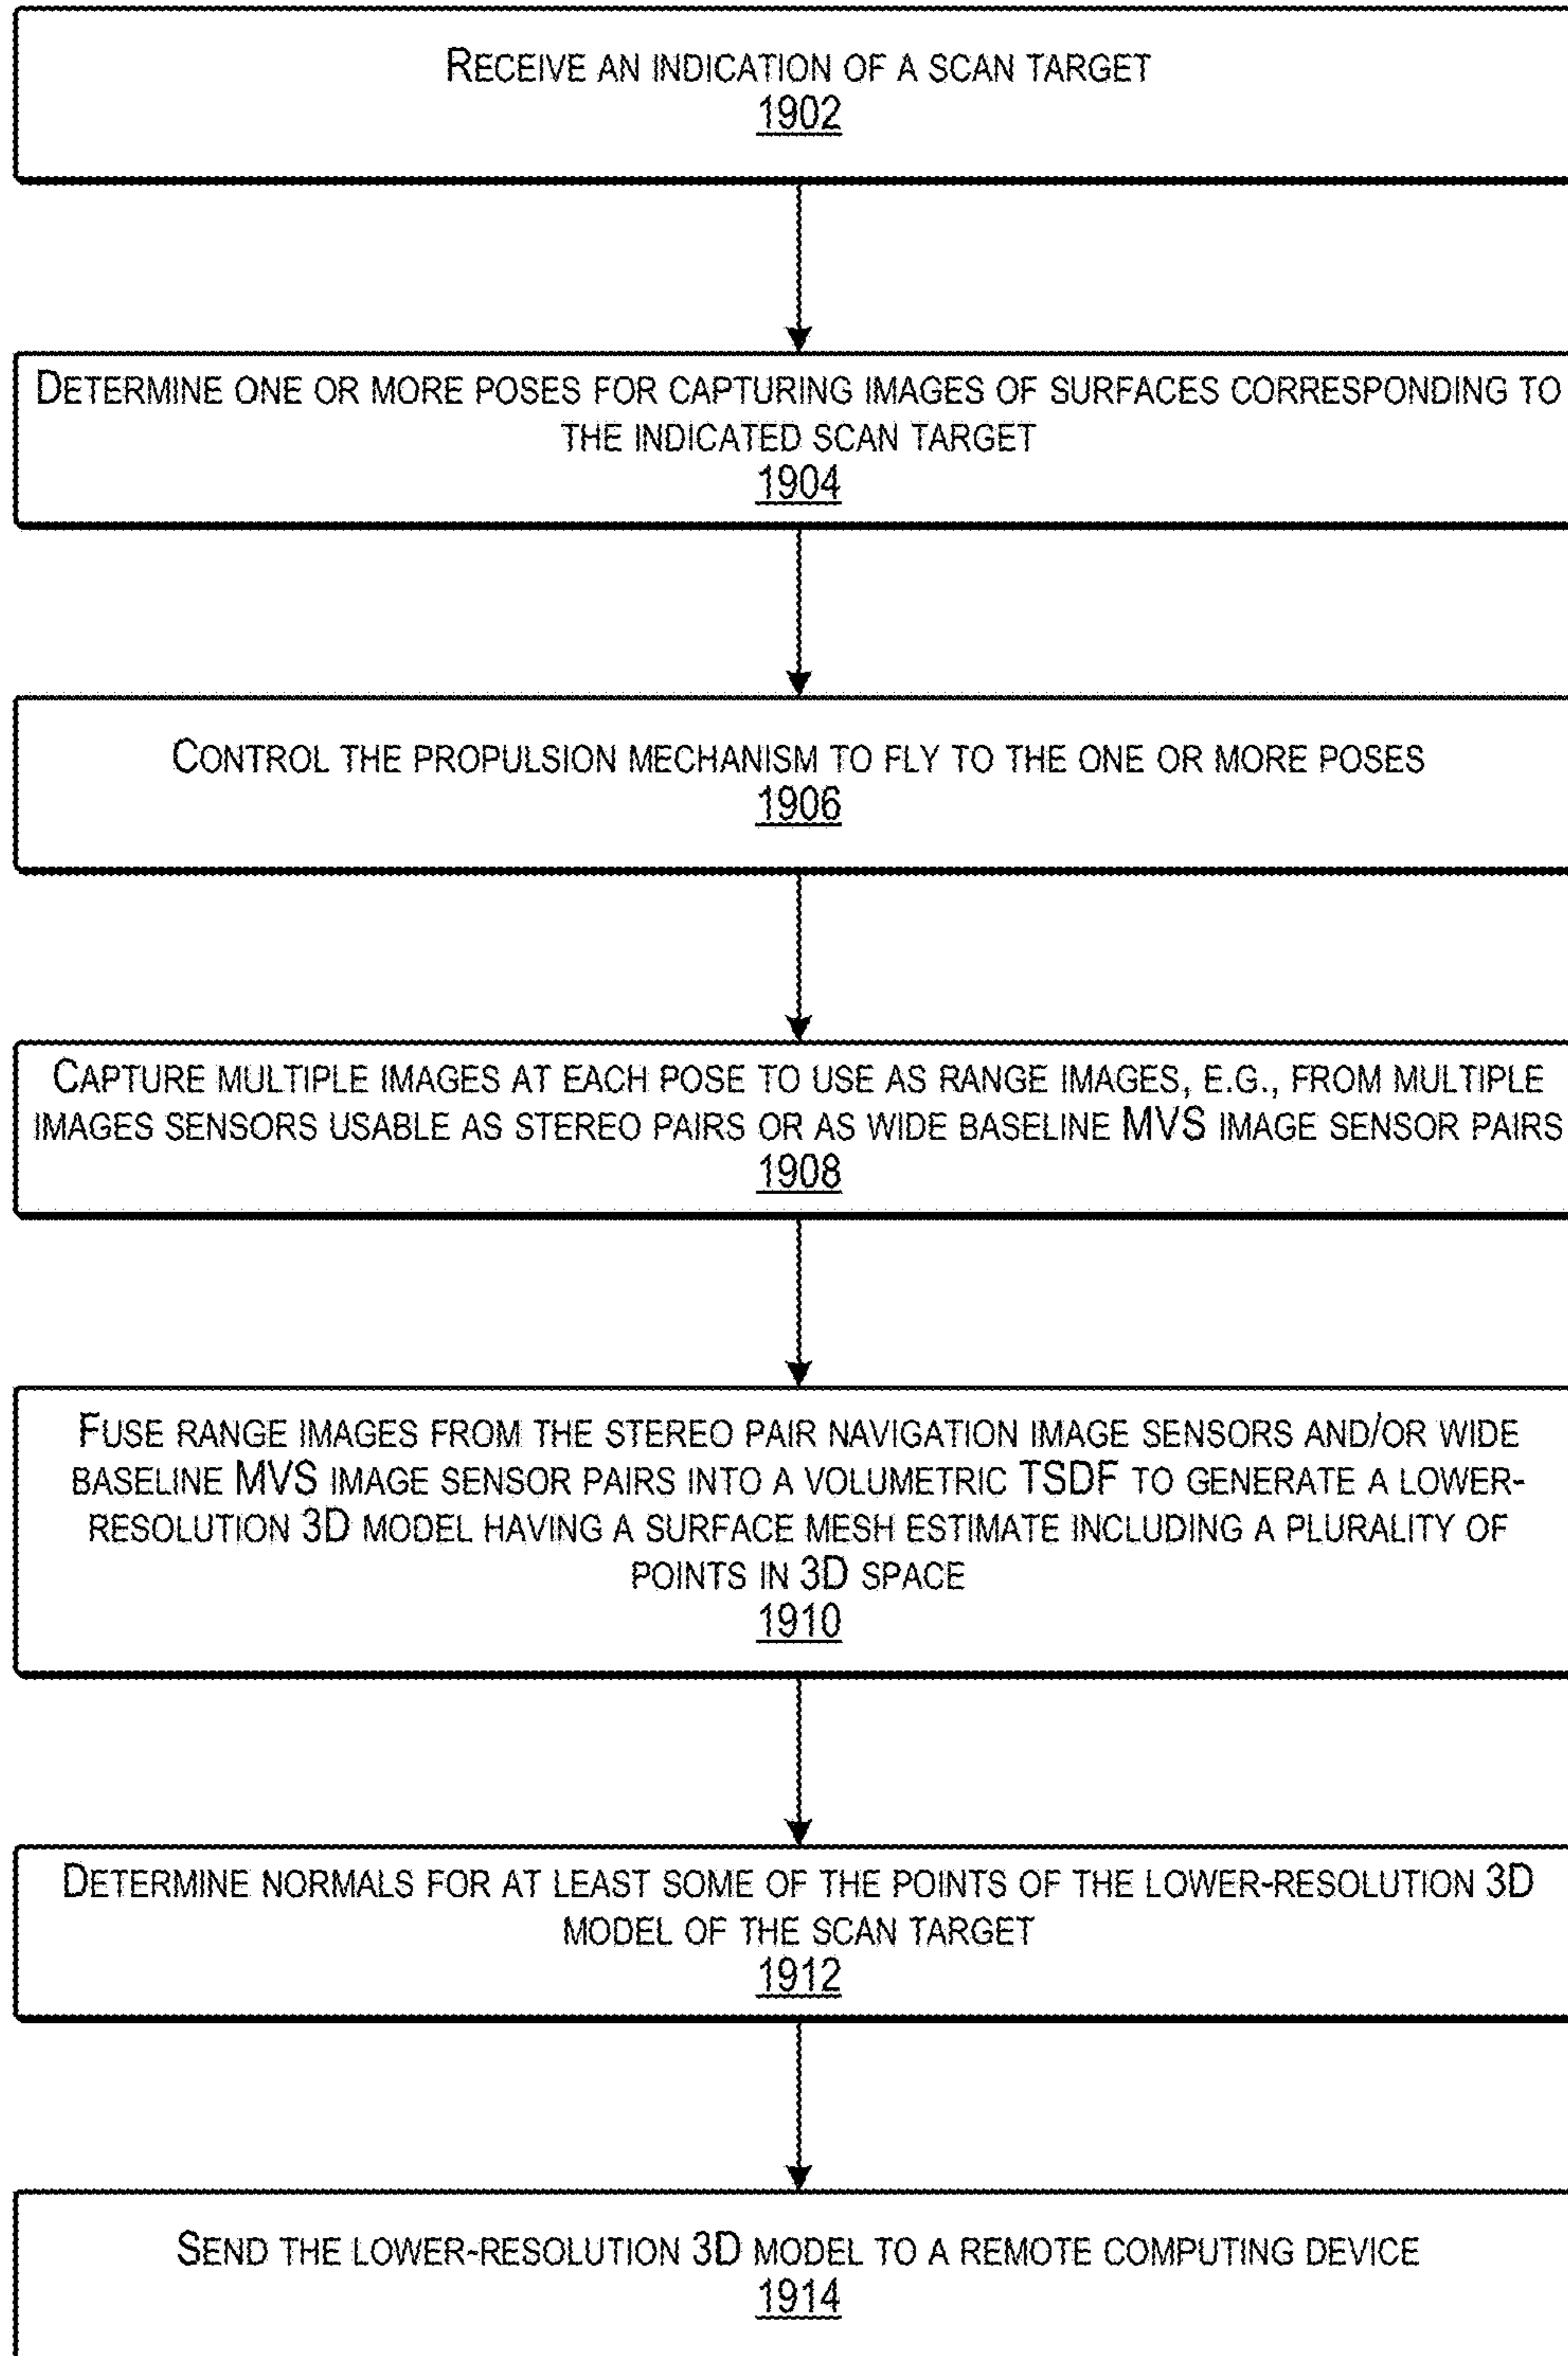 RECEIVE AN INDICATION OF A SCAN TARGET
1902
DETERMINE ONE OR MORE POSES FOR CAPTURING IMAGES OF SURFACES CORRESPONDING TO
THE INDICATED SCAN TARGET
1904
CONTROL THE PROPULSION MECHANISM TO FLY TO THE ONE OR MORE POSES
1906
CAPTURE MULTIPLE IMAGES AT EACH POSE TO USE AS RANGE IMAGES, E.G., FROM MULTIPLE
IMAGES SENSORS USABLE AS STEREO PAIRS OR AS WIDE BASELINE MVS IMAGE SENSOR PAIRS
1908
FUSE RANGE IMAGES FROM THE STEREO PAIR NAVIGATION IMAGE SENSORS AND/OR WIDE
BASELINE MVS IMAGE SENSOR PAIRS INTO A VOLUMETRIC TSDF TO GENERATE A LOWER-
RESOLUTION 3D MODEL HAVING A SURFACE MESH ESTIMATE INCLUDING A PLURALITY OF
POINTS IN 3D SPACE
1910
DETERMINE NORMALS FOR AT LEAST SOME OF THE POINTS OF THE LOWER-RESOLUTION 3D
MODEL OF THE SCAN TARGET
1912
SEND THE LOWER-RESOLUTION 3D MODEL TO A REMOTE COMPUTING DEVICE
1914